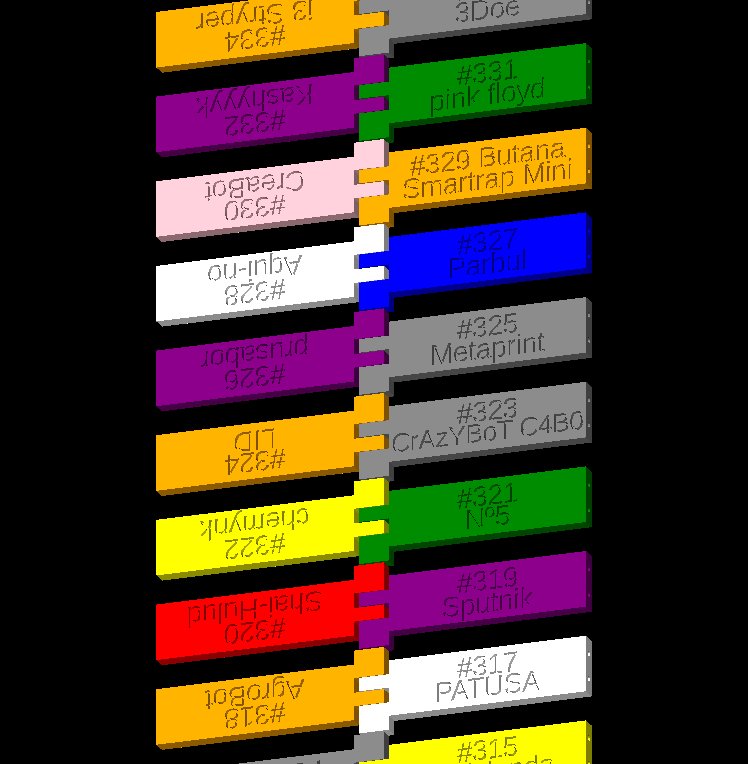 3Doe
i3 Stryper
#334
#331
pink floyd
Kashyyyk
#332
#329 Butana,
Smartrap Mini
CreaBot
#330
#327
Parbul
Aqui-no
#328
#325
Metaprint
prusabor
#326
#323
CrAzYBoT C4B0
LID
#324
#321
Nº5
chemynk
#322
#319
Sputnik
Shai-Hulud
#320
#317
PATUSA
AgroBot
#318
#315